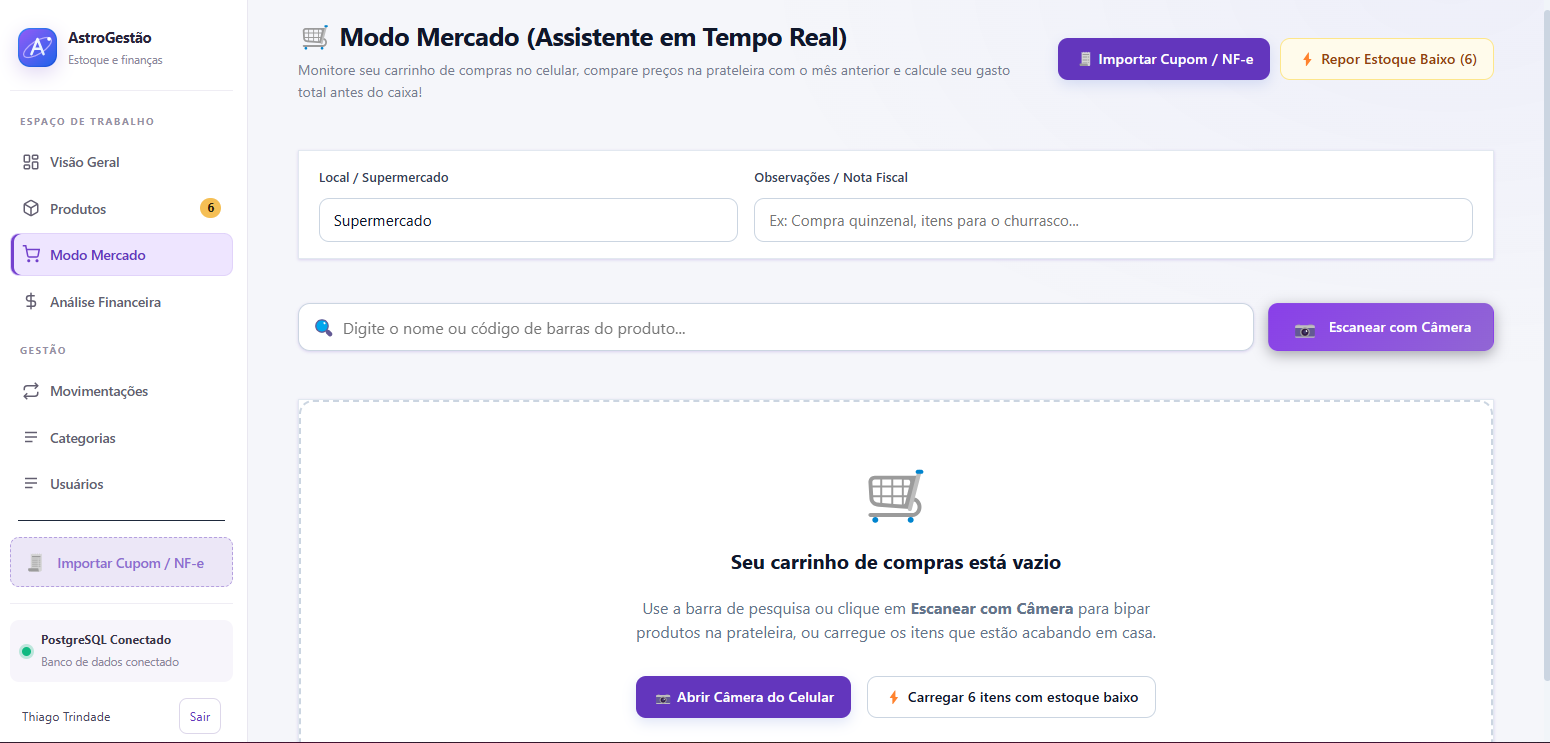 AstroGestão
Estoque e finanças
ESPAÇO DE TRABALHO
Visão Geral
Produtos
6
Modo Mercado
Análise Financeira
GESTÃO
Movimentações
Categorias
Usuários
Importar Cupom / NF-e
PostgreSQL Conectado
Banco de dados conectado
Thiago Trindade
Sair
Modo Mercado (Assistente em Tempo Real)
Monitore seu carrinho de compras no celular, compare preços na prateleira com o mês anterior e calcule seu gasto
total antes do caixa!
Importar Cupom / NF-e
Repor Estoque Baixo (6)
Local / Supermercado
Supermercado
Observações / Nota Fiscal
Ex: Compra quinzenal, itens para o churrasco...
Digite o nome ou código de barras do produto...
Escanear com Câmera
Seu carrinho de compras está vazio
Use a barra de pesquisa ou clique em Escanear com Câmera para bipar
produtos na prateleira, ou carregue os itens que estão acabando em casa.
Abrir Câmera do Celular
Carregar 6 itens com estoque baixo